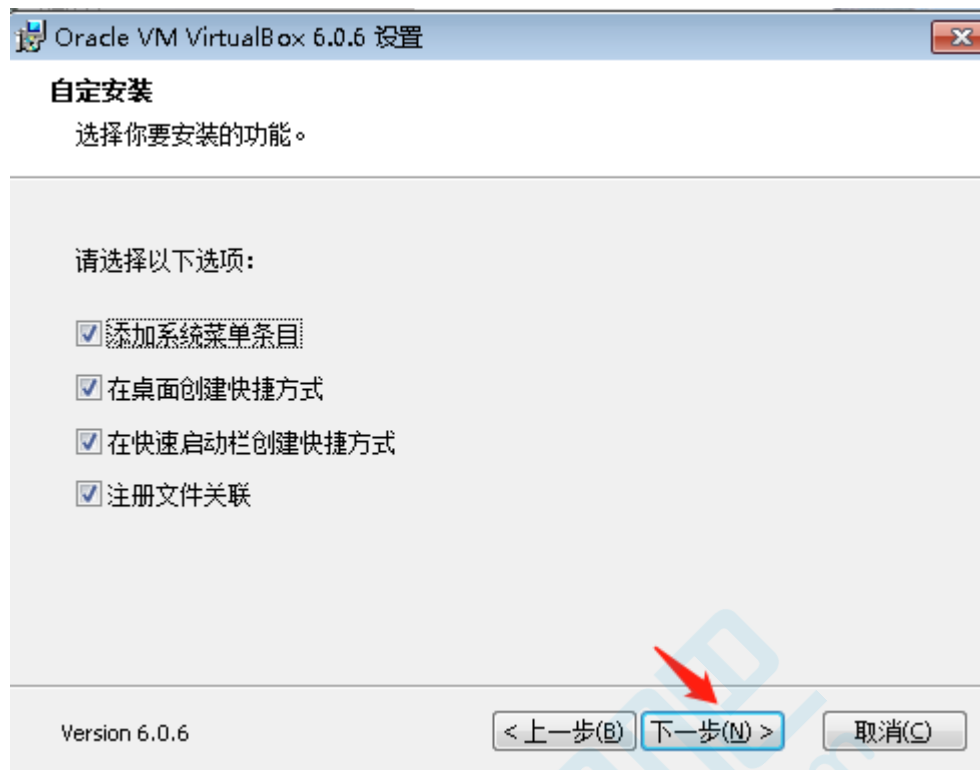 Oracle VM VirtualBox 6.0.6 设置
自定安装
选择你要安装的功能。
请选择以下选项:
添加系统菜单条目
在桌面创建快捷方式
在快速启动栏创建快捷方式
注册文件关联
Version 6.0.6
< 上一步(B)
下一步(N) >
取消(C)